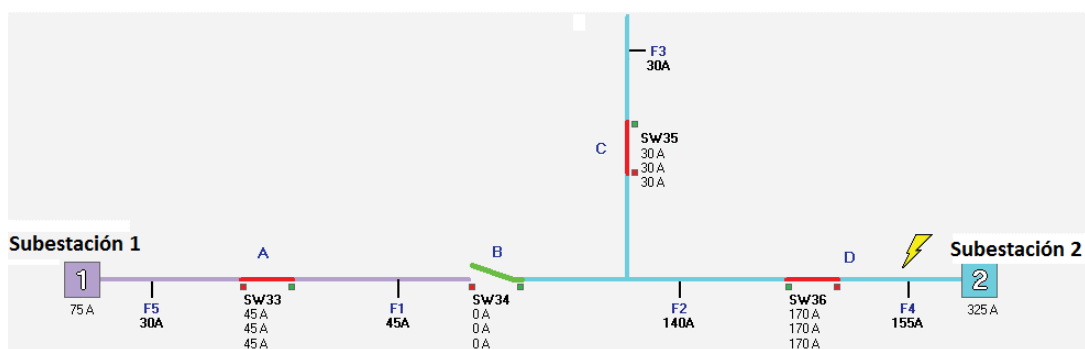 F3
30A
C
SW35
30 A
30 A
30 A
Subestación 1
A
B
D
Subestación 2
1
2
75 A
F5
30A
SW33
45 A
45 A
45 A
F1
45A
SW34
0 A
0 A
0 A
F2
140A
SW36
170 A
170 A
170 A
F4
155A
325 A